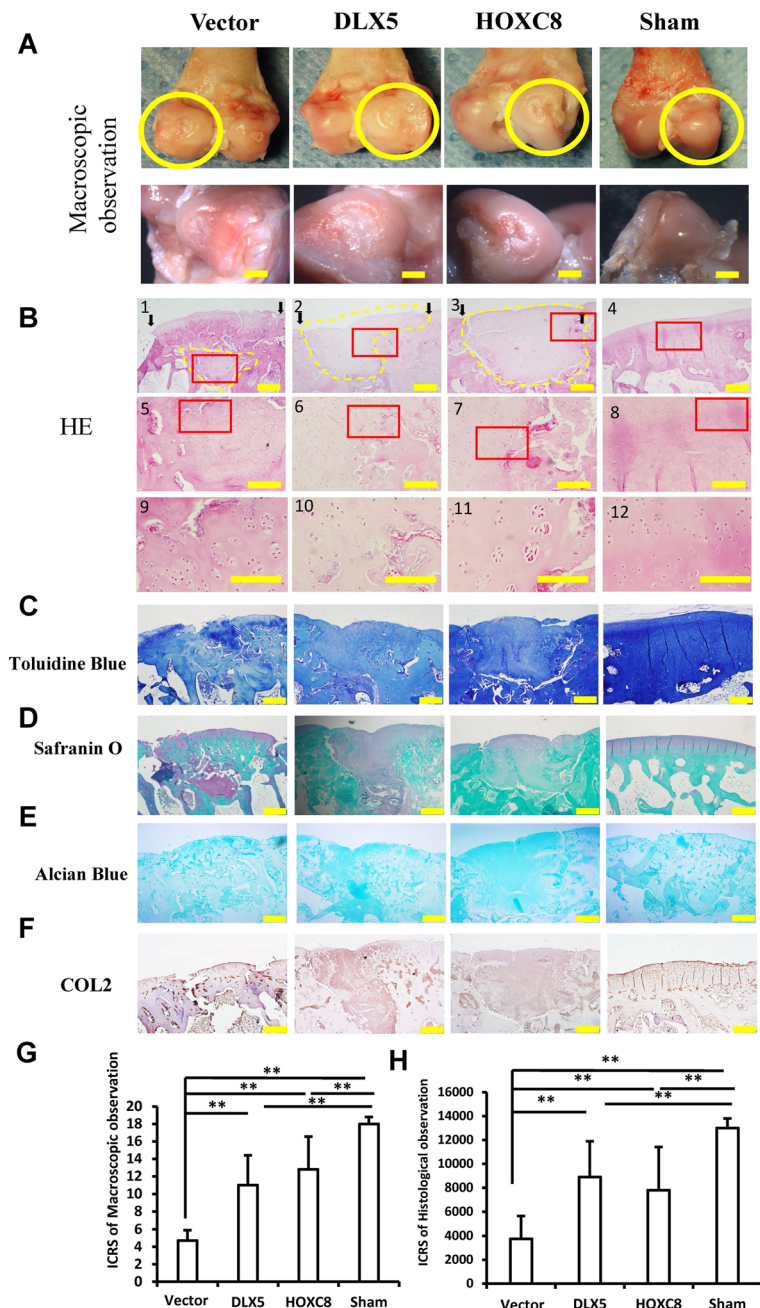 Vector DLX5 HOXC8 Sham
A
Macroscopic
observation
B
1 2 3 4
HE
5 6 7 8
9 10 11 12
C
Toluidine Blue
D
Safranin O
E
Alcian Blue
F
COL2
G
**
** **
** **
ICRS of Macroscopic observation
20
18
16
14
12
10
8
6
4
2
0
Vector DLX5 HOXC8 Sham
H
**
** **
** **
ICRS of Histological observation
16000
14000
12000
10000
8000
6000
4000
2000
0
Vector DLX5 HOXC8 Sham